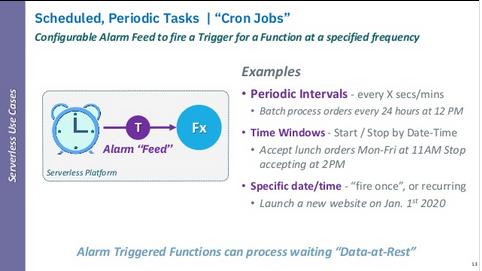 Scheduled, Periodic Tasks | “Cron Jobs”
Configurable Alarm Feed to fire a Trigger for a Function at a specified frequency
Serverless Use Cases
T
Fx
Alarm “Feed”
Serverless Platform
Examples
• Periodic Intervals - every X secs/mins
• Batch process orders every 24 hours at 12 PM
• Time Windows - Start / Stop by Date-Time
• Accept lunch orders Mon-Fri at 11AM Stop
accepting at 2PM
• Specific date/time - “fire once”, or recurring
• Launch a new website on Jan. 1st 2020
Alarm Triggered Functions can process waiting “Data-at-Rest”
13